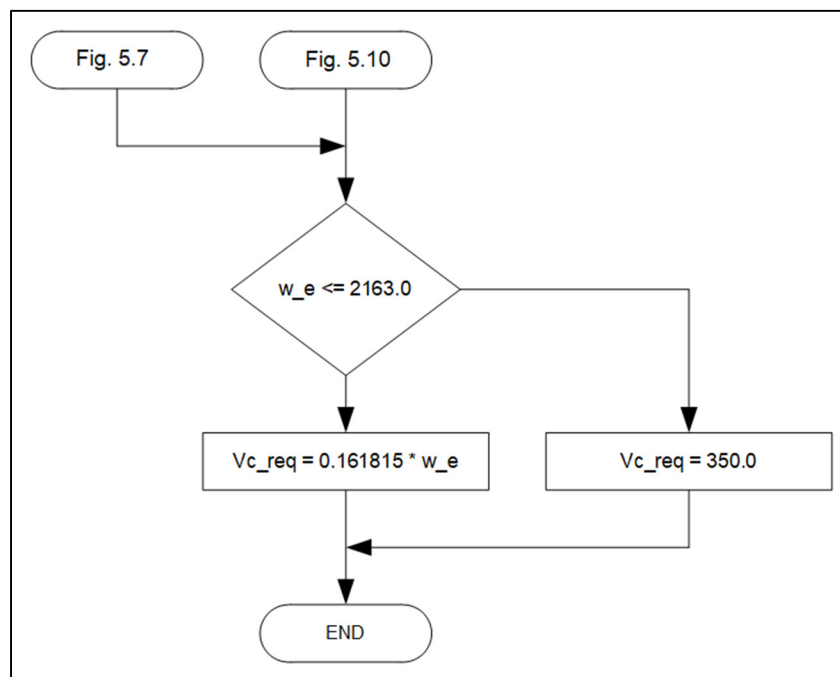 Fig. 5.7
Fig. 5.10
w_e <= 2163.0
Vc_req = 0.161815 * w_e
Vc_req = 350.0
END